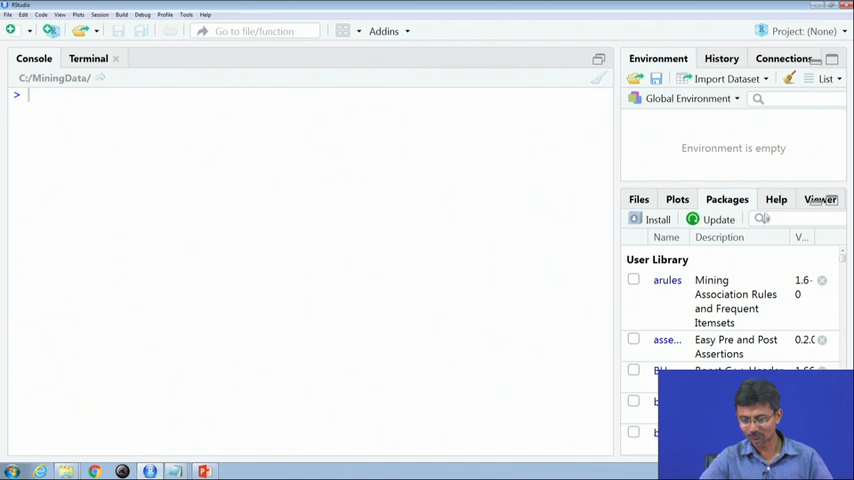 RStudio
File Edit Code View Plots Session Build Debug Profile Tools Help
Go to file/function
Addins
Project: (None)
Console Terminal
C:/MiningData/
>
Environment History Connections
Import Dataset List
Global Environment
Environment is empty
Files Plots Packages Help Viewer
Install Update
Name Description V...
User Library
arules Mining Association Rules and Frequent Itemsets 1.6-0
asse... Easy Pre and Post Assertions 0.2.0